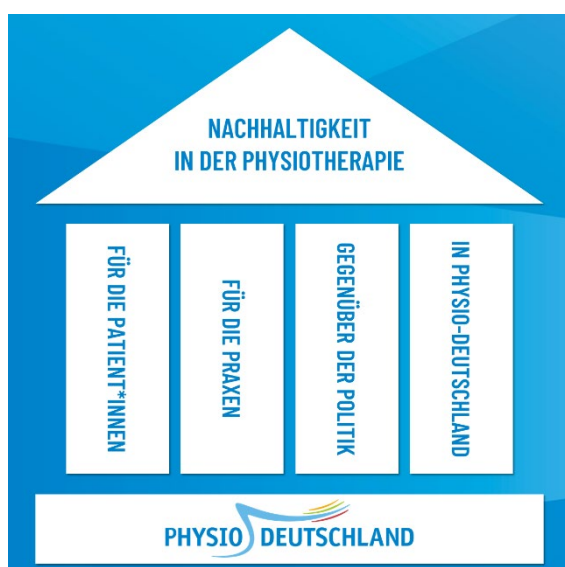 NACHHALTIGKEIT
IN DER PHYSIOTHERAPIE
FÜR DIE PATIENT*INNEN
FÜR DIE PRAXEN
GEGENÜBER DER POLITIK
IN PHYSIO-DEUTSCHLAND
PHYSIO DEUTSCHLAND